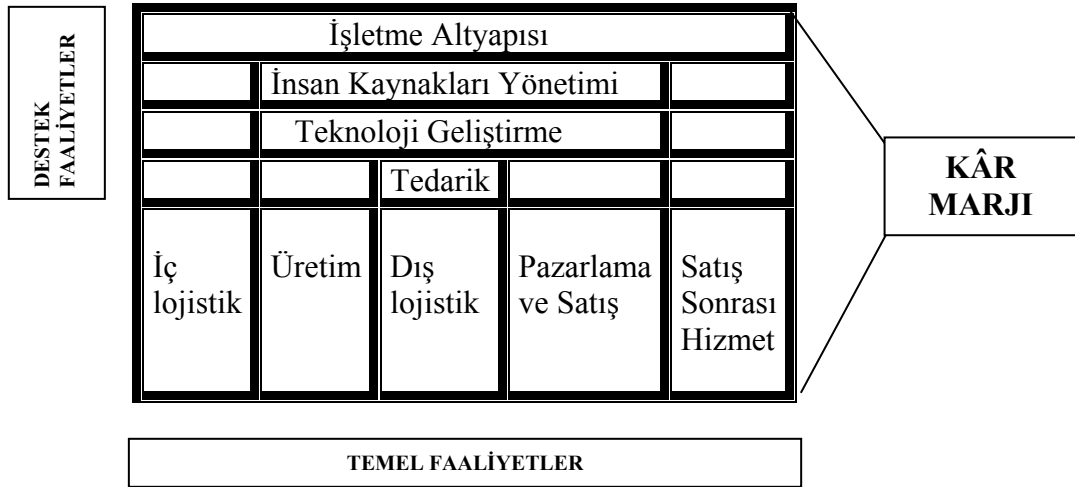 DESTEK
FAALİYETLER
İşletme Altyapısı
İnsan Kaynakları Yönetimi
Teknoloji Geliştirme
Tedarik
İç
lojistik
Üretim
Dış
lojistik
Pazarlama
ve Satış
Satış
Sonrası
Hizmet
KÂR
MARJI
TEMEL FAALİYETLER